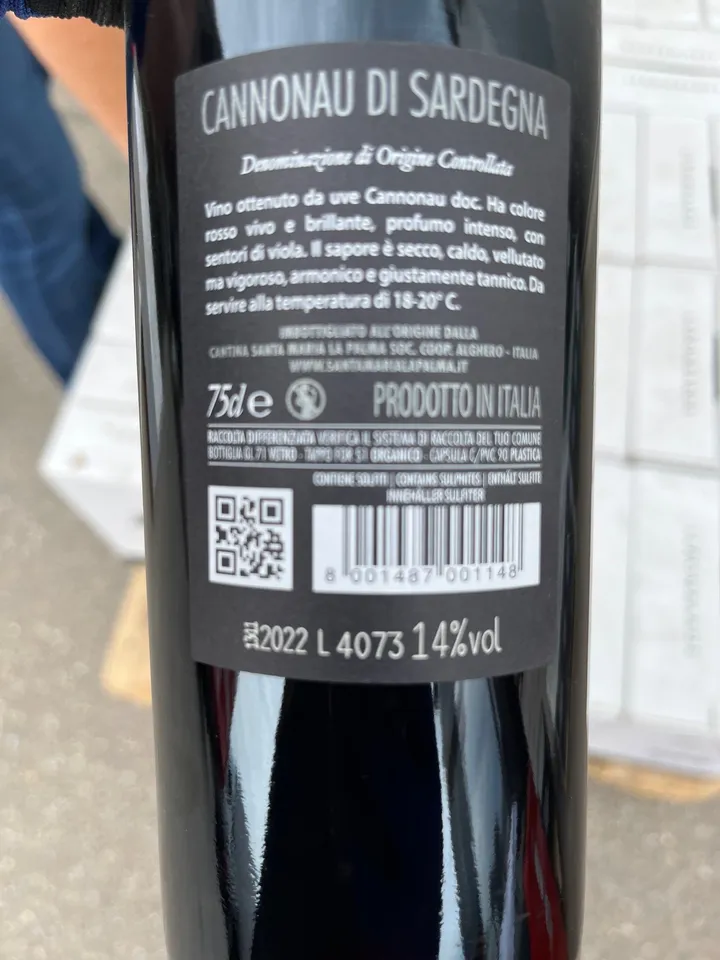 CANNONAU DI SARDEGNA
Denominazione di Origine Controllata
Vino ottenuto da uve Cannonau doc. Ha colore
rosso vivo e brillante, profumo intenso, con
sentori di viola. Il sapore è secco, caldo, vellutato
ma vigoroso, armonico e giustamente tannico. Da
servire alla temperatura di 18-20° C.
IMBOTTIGLIATO ALL'ORIGINE DALLA
CANTINA SANTA MARIA LA PALMA SOC. COOP. ALGHERO - ITALIA
WWW.SANTAMARIALAPALMA.IT
75cl e PRODOTTO IN ITALIA
RACCOLTA DIFFERENZIATA VERIFICA IL SISTEMA DI RACCOLTA DEL TUO COMUNE
BOTTIGLIA GL 71 VETRO - TAPPO FOR 51 ORGANICO - CAPSULA C/PVC 90 PLASTICA
CONTIENE SOLFITI | CONTAINS SULPHITES | ENTHÄLT SULFITE
INNEHÅLLER SULFITER
8 001487 001148
2022 L 4073 14%vol